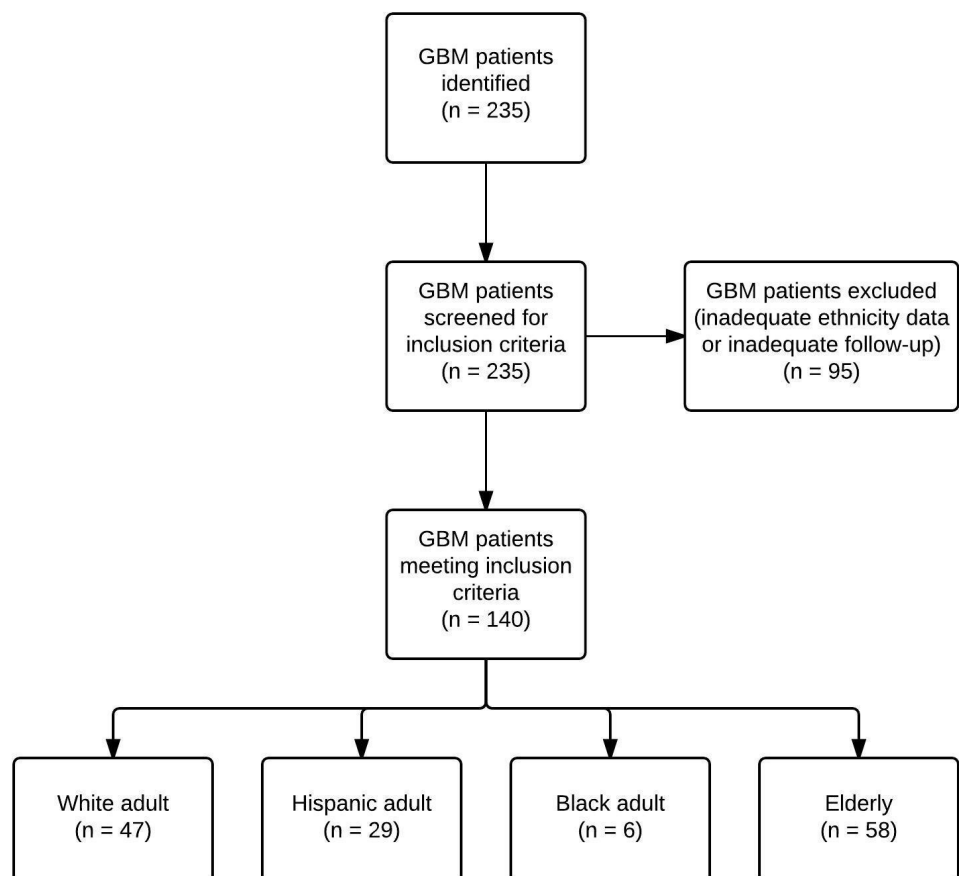 GBM patients
identified
(n = 235)
GBM patients
screened for
inclusion criteria
(n = 235)
GBM patients excluded
(inadequate ethnicity data
or inadequate follow-up)
(n = 95)
GBM patients
meeting inclusion
criteria
(n = 140)
White adult
(n = 47)
Hispanic adult
(n = 29)
Black adult
(n = 6)
Elderly
(n = 58)